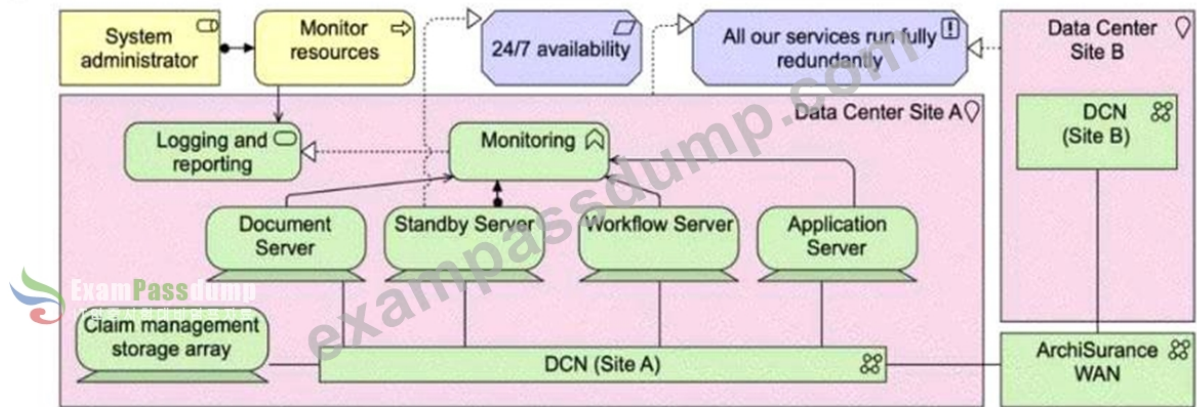 System
administrator
Monitor
resources
24/7 availability
All our services run fully
redundantly
Data Center
Site B
Data Center Site A
DCN
(Site B)
Logging and
reporting
Monitoring
Document
Server
Standby Server
Workflow Server
Application
Server
ExamPassdump
Claim management
storage array
DCN (Site A)
ArchiSurance
WAN
exampassdump.com